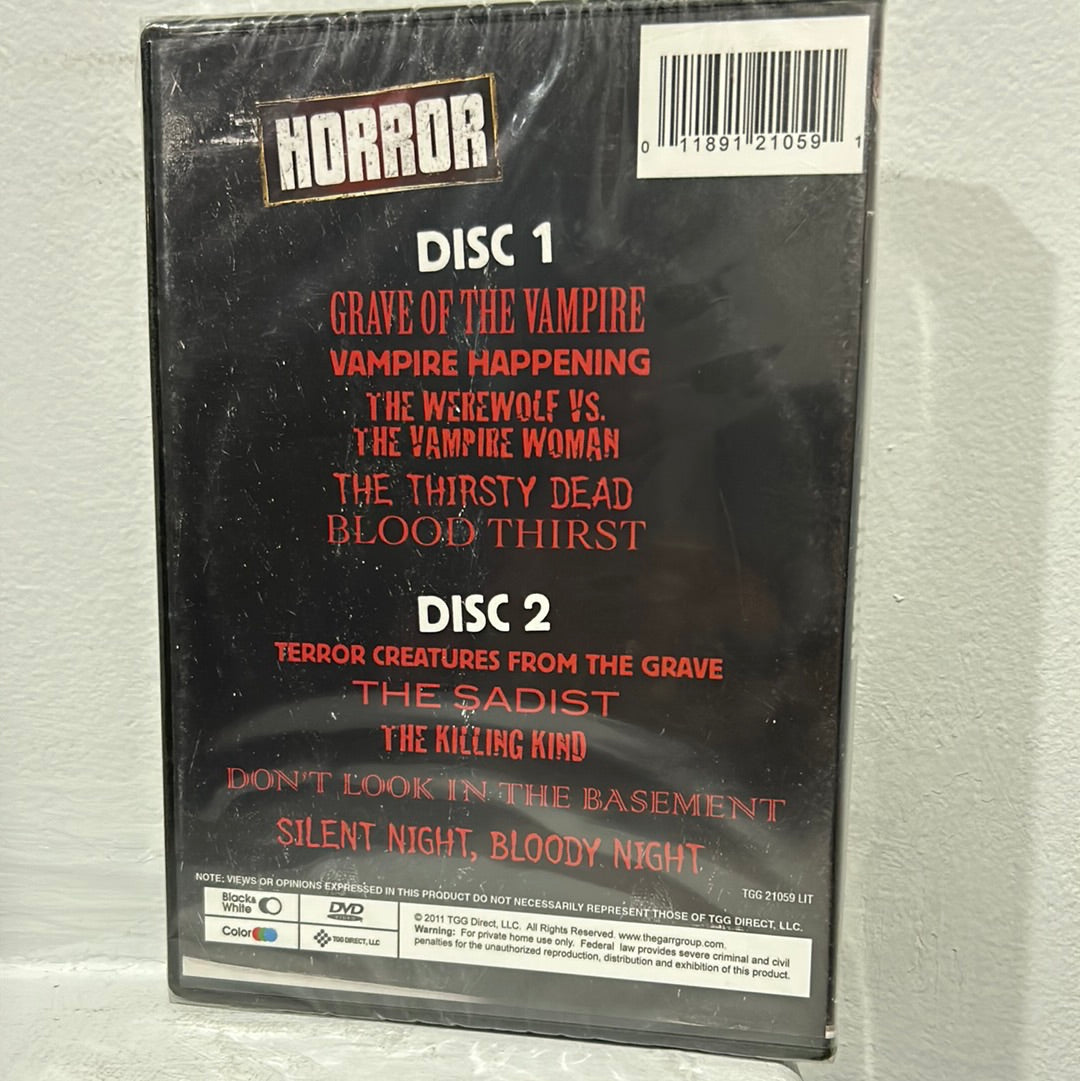 HORROR
0 11891 21059 1
DISC 1
GRAVE OF THE VAMPIRE
VAMPIRE HAPPENING
THE WEREWOLF VS.
THE VAMPIRE WOMAN
THE THIRSTY DEAD
BLOOD THIRST
DISC 2
TERROR CREATURES FROM THE GRAVE
THE SADIST
THE KILLING KIND
DON'T LOOK IN THE BASEMENT
SILENT NIGHT, BLOODY NIGHT
TGG 21059 LIT
NOTE: VIEWS OR OPINIONS EXPRESSED IN THIS PRODUCT DO NOT NECESSARILY REPRESENT THOSE OF TGG DIRECT, LLC.
Black&
White
DVD
VIDEO
Color
TGG DIRECT, LLC
© 2011 TGG Direct, LLC. All Rights Reserved. www.thegarrgroup.com.
Warning: For private home use only. Federal law provides severe criminal and civil
penalties for the unauthorized reproduction, distribution and exhibition of this product.